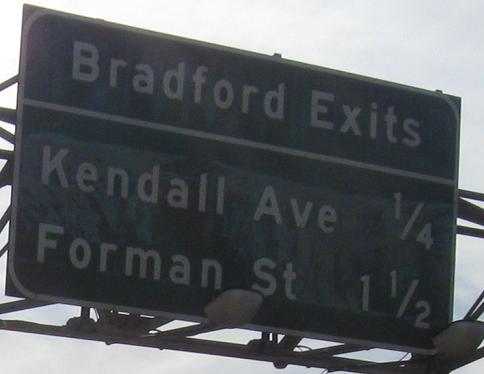 Bradford Exits
Kendall Ave 1/4
Forman St 1 1/2